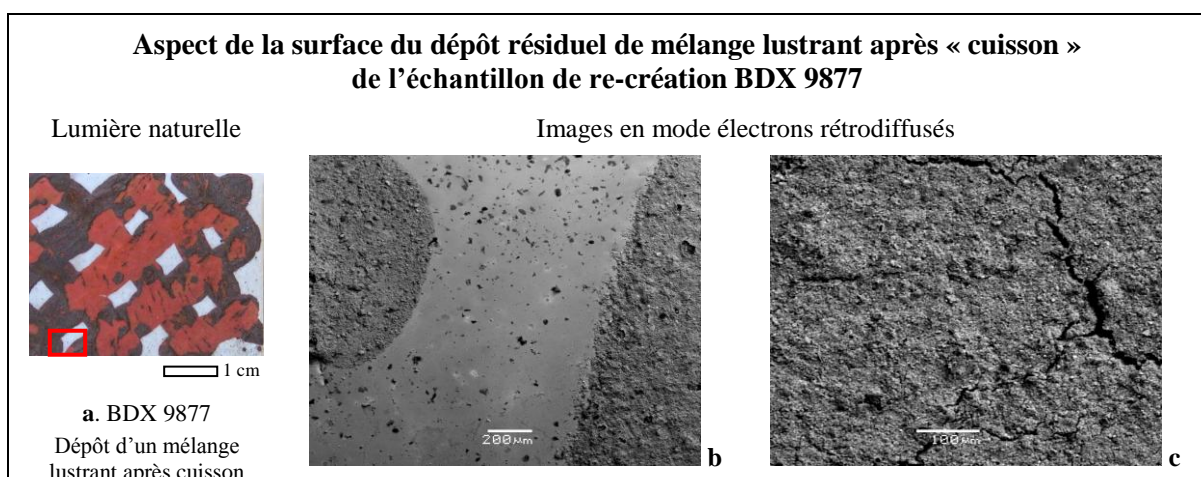 Aspect de la surface du dépôt résiduel de mélange lustrant après « cuisson »
de l’échantillon de re-création BDX 9877
Lumière naturelle
Images en mode électrons rétrodiffusés
1 cm
a. BDX 9877
Dépôt d’un mélange
lustrant après cuisson
200µm
b
100µm
c